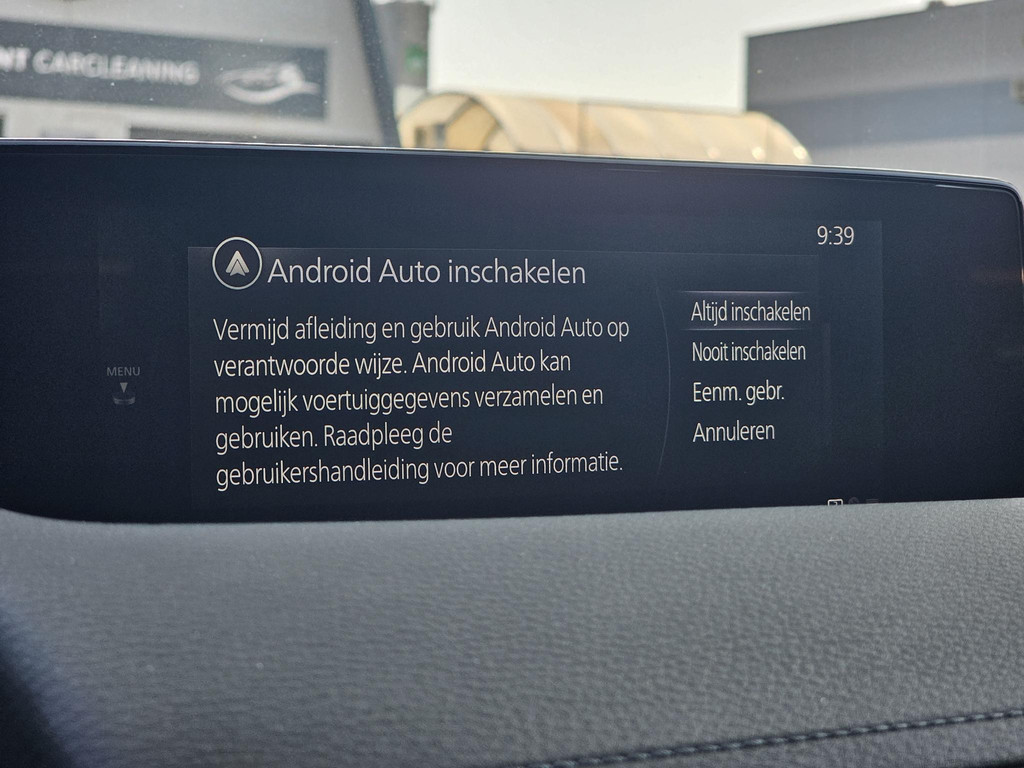 NT CARCLEANING
9:39
Android Auto inschakelen
Vermijd afleiding en gebruik Android Auto op
verantwoorde wijze. Android Auto kan
mogelijk voertuiggegevens verzamelen en
gebruiken. Raadpleeg de
gebruikershandleiding voor meer informatie.
Altijd inschakelen
Nooit inschakelen
Eenm. gebr.
Annuleren
MENU